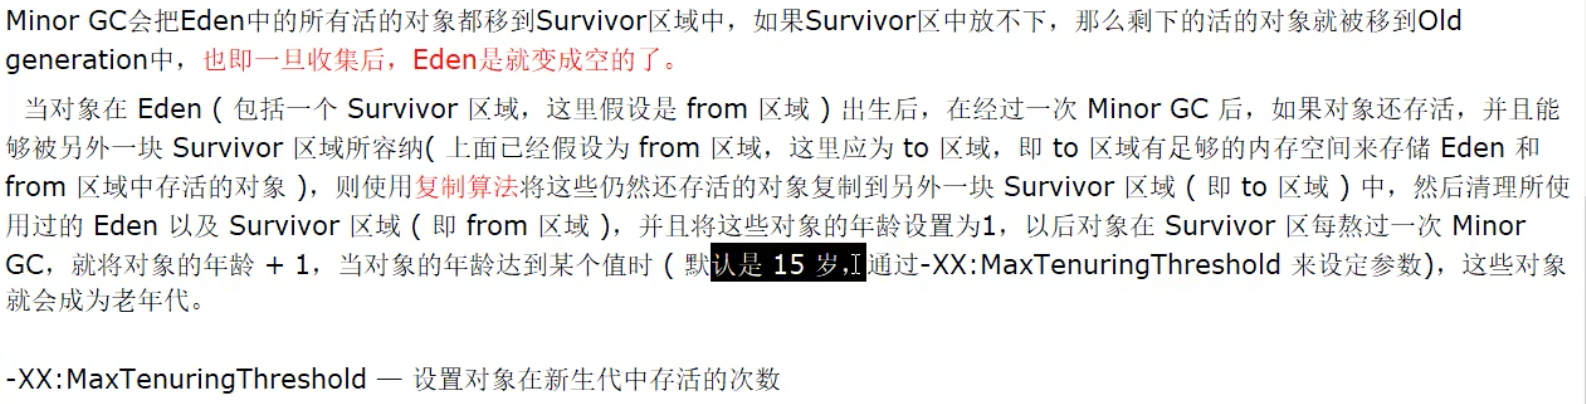 Minor GC会把Eden中的所有活的对象都移到Survivor区域中，如果Survivor区中放不下，那么剩下的活的对象就被移到Old
generation中，也即一旦收集后，Eden是就变成空的了。
当对象在 Eden ( 包括一个 Survivor 区域，这里假设是 from 区域 ) 出生后，在经过一次 Minor GC 后，如果对象还存活，并且能
够被另外一块 Survivor 区域所容纳( 上面已经假设为 from 区域，这里应为 to 区域，即 to 区域有足够的内存空间来存储 Eden 和
from 区域中存活的对象 )，则使用复制算法将这些仍然还存活的对象复制到另外一块 Survivor 区域 ( 即 to 区域 ) 中，然后清理所使
用过的 Eden 以及 Survivor 区域 ( 即 from 区域 )，并且将这些对象的年龄设置为1，以后对象在 Survivor 区每熬过一次 Minor
GC，就将对象的年龄 + 1，当对象的年龄达到某个值时 ( 默认是 15 岁，通过-XX:MaxTenuringThreshold 来设定参数)，这些对象
就会成为老年代。
-XX:MaxTenuringThreshold — 设置对象在新生代中存活的次数